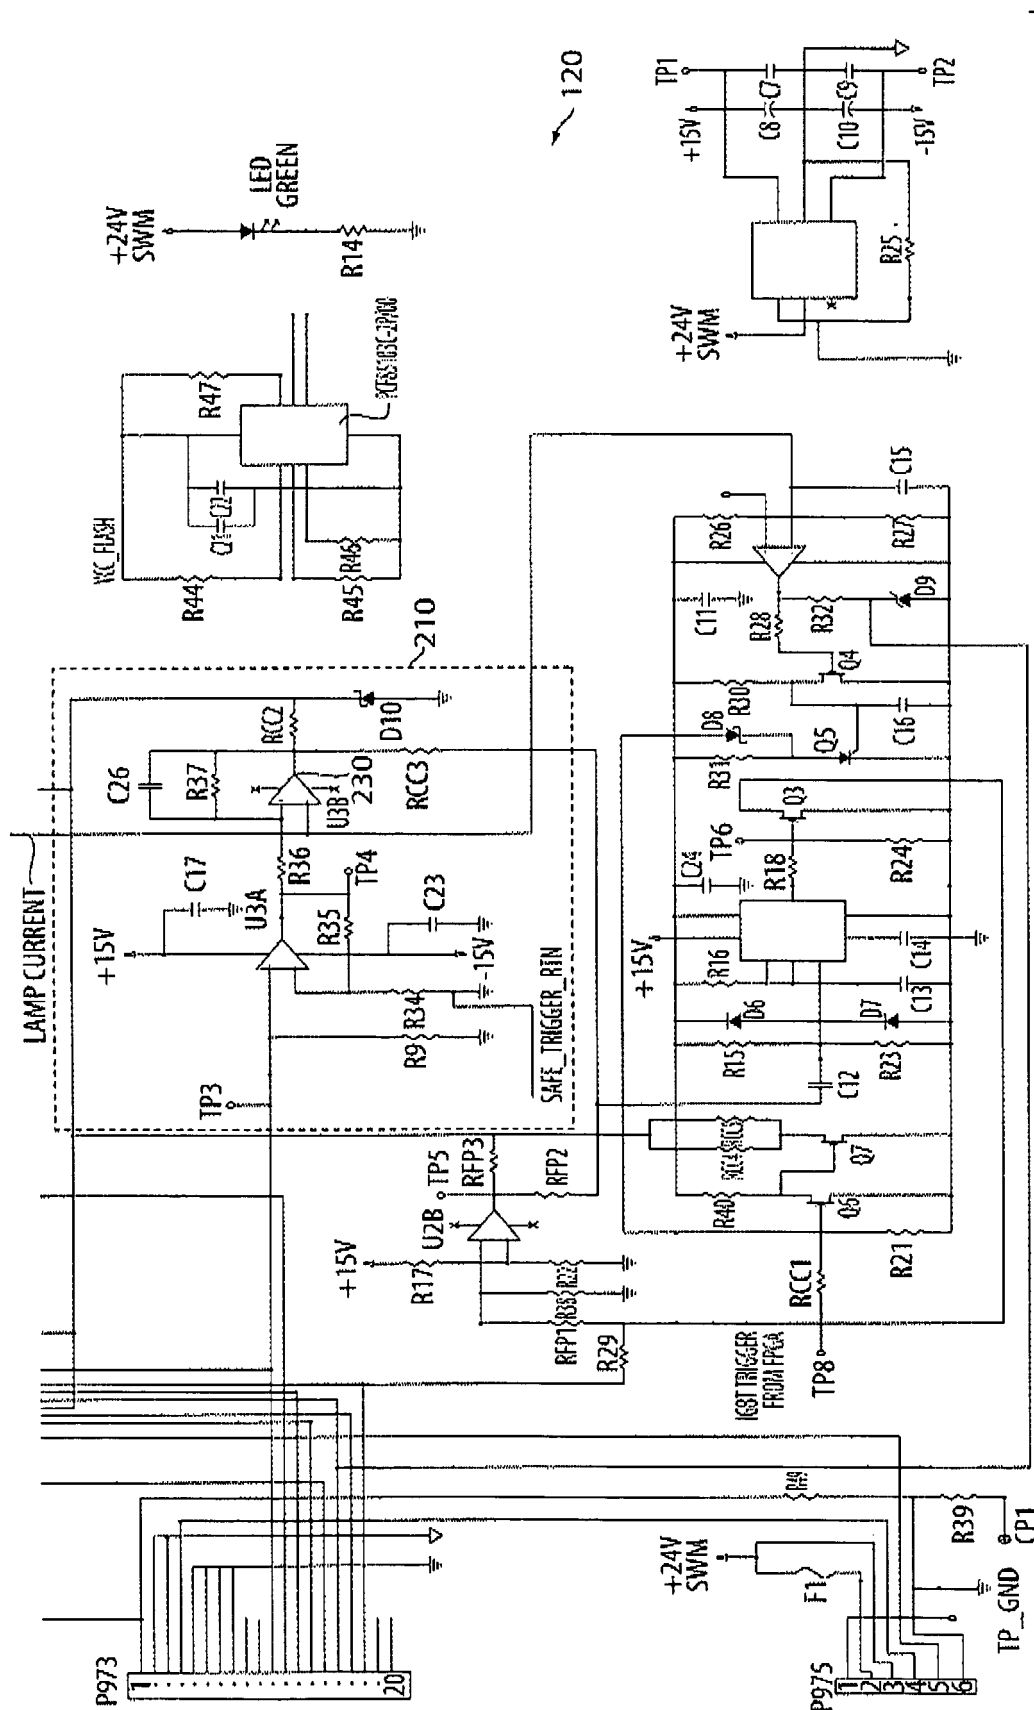 120
TP1
TP2
+15V
-15V
C7
C8
C9
C10
R25
+24V
SWM
+24V
SWM
LED
GREEN
R14
VCC_FLASH
R47
R44
R45
R46
C22
210
LAMP CURRENT
C26
R37
RCC2
D10
230
U3B
RCC3
+15V
C17
U3A
R36
TP4
R35
C23
-15V
R34
R9
SAFE_TRIGGER_RTN
TP3
TP5
U2B
RFP3
RFP2
+15V
R17
R22
R38
RFP1
R29
C15
R26
R27
C11
R28
R32
D9
Q4
R30
D8
C16
R31
Q5
Q3
TP6
C24
R18
R24
+15V
R16
C14
C13
D6
D7
R15
R23
C12
Q7
R40
Q6
R21
RCC1
TP8
IGBT TRIGGER
FROM FPGA
P973
1
20
R49
R39
CP1
+24V
SWM
F1
TP_GND
P975
1
2
3
4
5
6